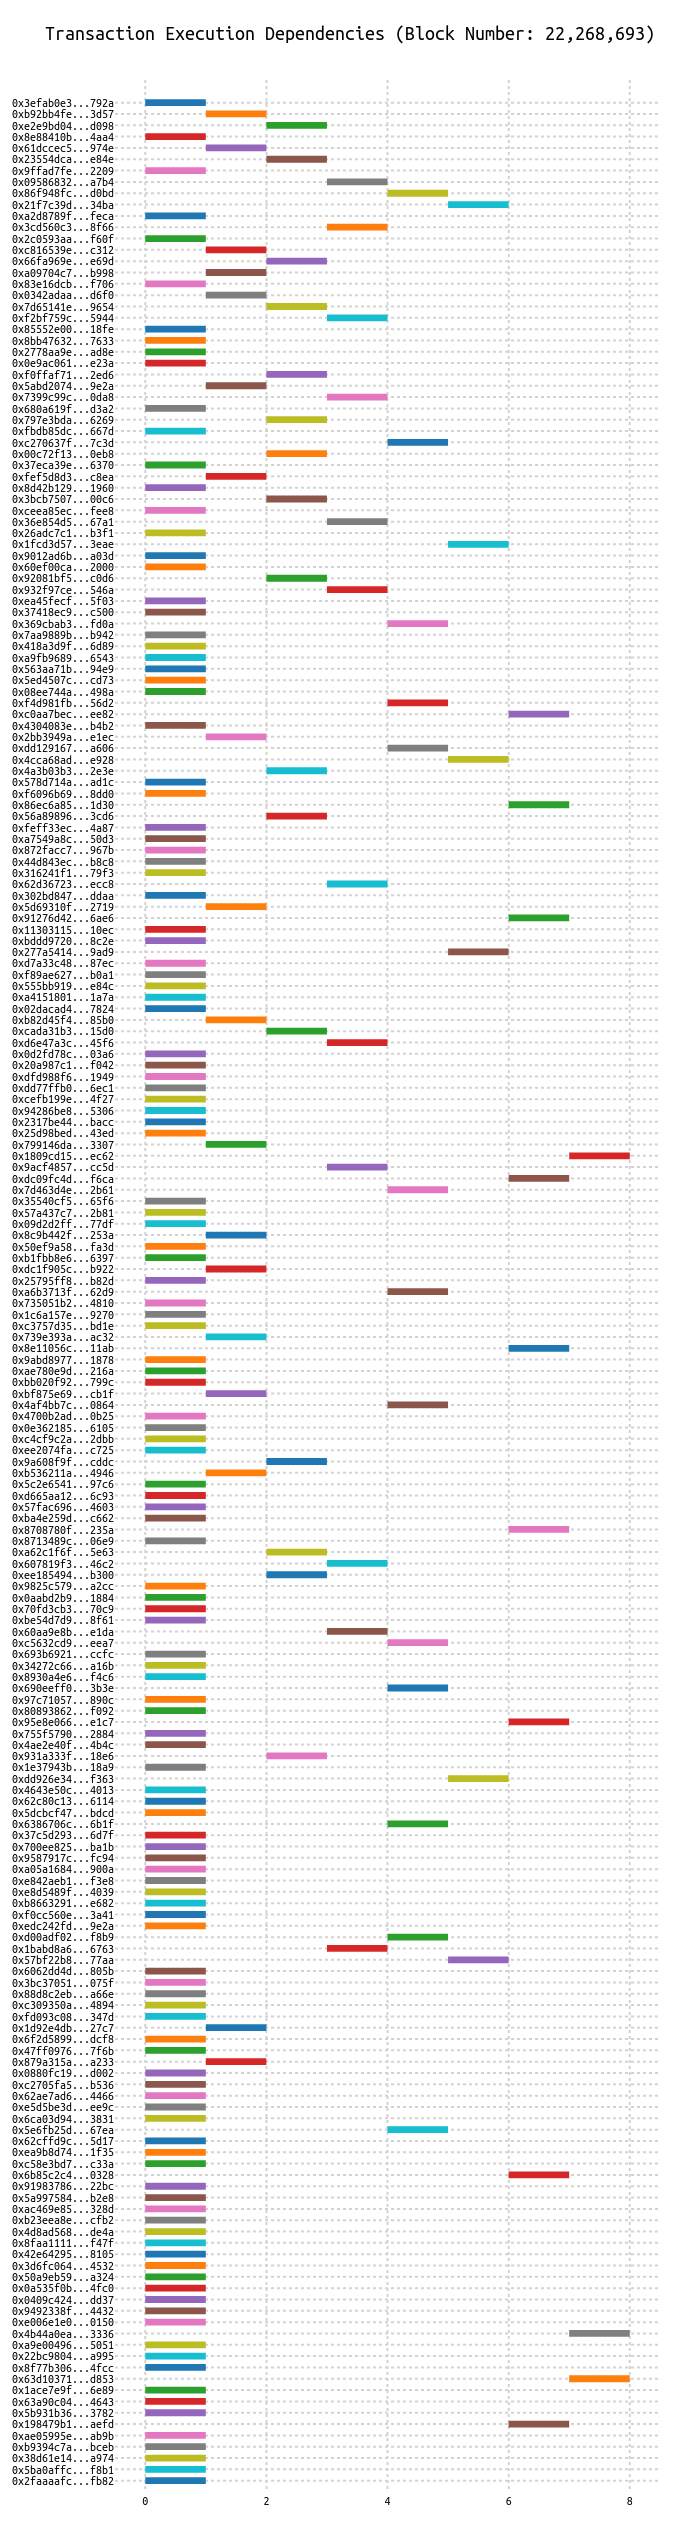 Transaction Execution Dependencies (Block Number: 22,268,693)
0x3efab0e3...792a
0xb92bb4fe...3d57
0xe2e9bd04...d098
0x8e88410b...4aa4
0x61dccec5...974e
0x23554dca...e84e
0x9ffad7fe...2209
0x09586832...a7b4
0x86f948fc...d0bd
0x21f7c39d...34ba
0xa2d8789f...feca
0x3cd560c3...8f66
0x2c0593aa...f60f
0xc816539e...c312
0x66fa969e...e69d
0xa09704c7...b998
0x83e16dcb...f706
0x0342adaa...d6f0
0x7d65141e...9654
0xf2bf759c...5944
0x85552e00...18fe
0x8bb47632...7633
0x2778aa9e...ad8e
0x0e9ac061...e23a
0xf0ffaf71...2ed6
0x5abd2074...9e2a
0x7399c99c...0da8
0x680a619f...d3a2
0x797e3bda...6269
0xfbdb85dc...667d
0xc270637f...7c3d
0x00c72f13...0eb8
0x37eca39e...6370
0xfef5d8d3...c8ea
0x8d42b129...1960
0x3bcb7507...00c6
0xceea85ec...fee8
0x36e854d5...67a1
0x26adc7c1...b3f1
0x1fcd3d57...3eae
0x9012ad6b...a03d
0x60ef00ca...2000
0x92081bf5...c0d6
0x932f97ce...546a
0xea45fecf...5f03
0x37418ec9...c500
0x369cbab3...fd0a
0x7aa9889b...b942
0x418a3d9f...6d89
0xa9fb9689...6543
0x563aa71b...94e9
0x5ed4507c...cd73
0x08ee744a...498a
0xf4d981fb...56d2
0xc0aa7bec...ee82
0x4304083e...b4b2
0x2bb3949a...e1ec
0xdd129167...a606
0x4cca68ad...e928
0x4a3b03b3...2e3e
0x578d714a...ad1c
0xf6096b69...8dd0
0x86ec6a85...1d30
0x56a89896...3cd6
0xfeff33ec...4a87
0xa7549a8c...50d3
0x872facc7...967b
0x44d843ec...b8c8
0x316241f1...79f3
0x62d36723...ecc8
0x302bd847...ddaa
0x5d69310f...2719
0x91276d42...6ae6
0x11303115...10ec
0xbddd9720...8c2e
0x277a5414...9ad9
0xd7a33c48...87ec
0xf89ae627...b0a1
0x555bb919...e84c
0xa4151801...1a7a
0x02dacad4...7824
0xb82d45f4...85b0
0xcada31b3...15d0
0xd6e47a3c...45f6
0x0d2fd78c...03a6
0x20a987c1...f042
0xdfd988f6...1949
0xdd77ffb0...6ec1
0xcefb199e...4f27
0x94286be8...5306
0x2317be44...bacc
0x25d98bed...43ed
0x799146da...3307
0x1809cd15...ec62
0x9acf4857...cc5d
0xdc09fc4d...f6ca
0x7d463d4e...2b61
0x35540cf5...65f6
0x57a437c7...2b81
0x09d2d2ff...77df
0x8c9b442f...253a
0x50ef9a58...fa3d
0xb1fbb8e6...6397
0xdc1f905c...b922
0x25795ff8...b82d
0xa6b3713f...62d9
0x735051b2...4810
0x1c6a157e...9270
0xc3757d35...bd1e
0x739e393a...ac32
0x8e11056c...11ab
0x9abd8977...1878
0xae780e9d...216a
0xbb020f92...799c
0xbf875e69...cb1f
0x4af4bb7c...0864
0x4700b2ad...0b25
0x0e362185...6105
0xc4cf9c2a...2dbb
0xee2074fa...c725
0x9a608f9f...cddc
0xb536211a...4946
0x5c2e6541...97c6
0xd665aa12...6c93
0x57fac696...4603
0xba4e259d...c662
0x8708780f...235a
0x8713489c...06e9
0xa62c1f6f...5e63
0x607819f3...46c2
0xee185494...b300
0x9825c579...a2cc
0x0aabd2b9...1884
0x70fd3cb3...70c9
0xbe54d7d9...8f61
0x60aa9e8b...e1da
0xc5632cd9...eea7
0x693b6921...ccfc
0x34272c66...a16b
0x8930a4e6...f4c6
0x690eeff0...3b3e
0x97c71057...890c
0x80893862...f092
0x95e8e066...e1c7
0x755f5790...2884
0x4ae2e40f...4b4c
0x931a333f...18e6
0x1e37943b...18a9
0xdd926e34...f363
0x4643e50c...4013
0x62c80c13...6114
0x5dcbcf47...bdcd
0x6386706c...6b1f
0x37c5d293...6d7f
0x700ee825...ba1b
0x9587917c...fc94
0xa05a1684...900a
0xe842aeb1...f3e8
0xe8d5489f...4039
0xb8663291...e682
0xf0cc560e...3a41
0xedc242fd...9e2a
0xd00adf02...f8b9
0x1babd8a6...6763
0x57bf22b8...77aa
0x6062dd4d...805b
0x3bc37051...075f
0x88d8c2eb...a66e
0xc309350a...4894
0xfd093c08...347d
0x1d92e4db...27c7
0x6f2d5899...dcf8
0x47ff0976...7f6b
0x879a315a...a233
0x0880fc19...d002
0xc2705fa5...b536
0x62ae7ad6...4466
0xe5d5be3d...ee9c
0x6ca03d94...3831
0x5e6fb25d...67ea
0x62cffd9c...5d17
0xea9b8d74...1f35
0xc58e3bd7...c33a
0x6b85c2c4...0328
0x91983786...22bc
0x5a997584...b2e8
0xac469e85...328d
0xb23eea8e...cfb2
0x4d8ad568...de4a
0x8faa1111...f47f
0x42e64295...8105
0x3d6fc064...4532
0x50a9eb59...a324
0x0a535f0b...4fc0
0x0409c424...dd37
0x9492338f...4432
0xe006e1e0...0150
0x4b44a0ea...3336
0xa9e00496...5051
0x22bc9804...a995
0x8f77b306...4fcc
0x63d10371...d853
0x1ace7e9f...6e89
0x63a90c04...4643
0x5b931b36...3782
0x198479b1...aefd
0xae05995e...ab9b
0xb9394c7a...bceb
0x38d61e14...a974
0x5ba0affc...f8b1
0x2faaaafc...fb82
0 2 4 6 8